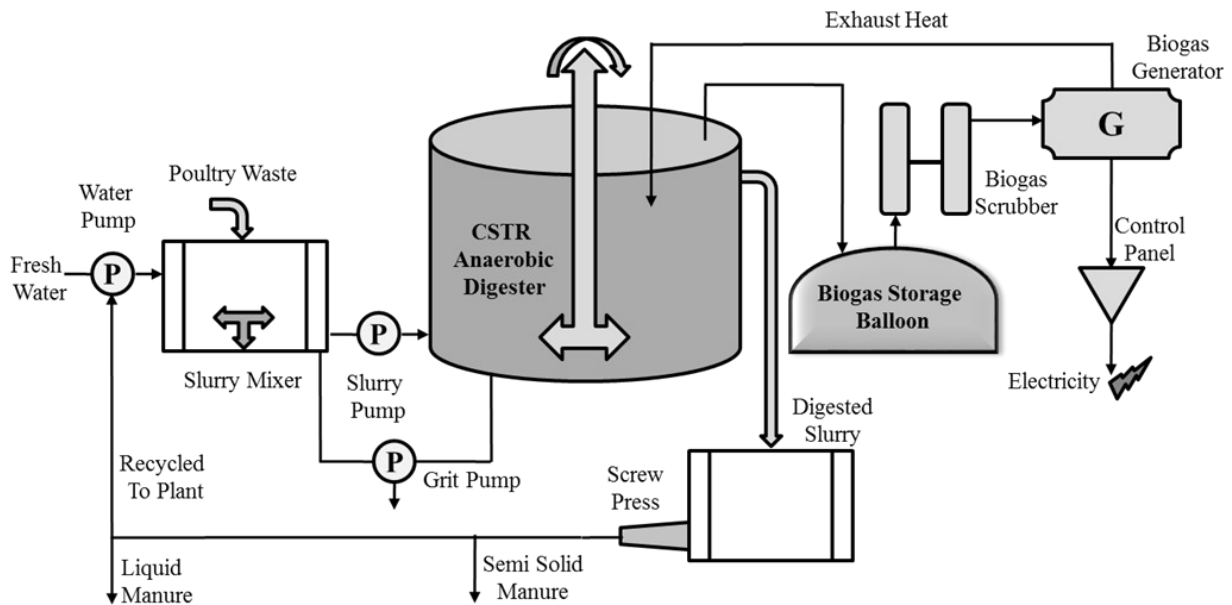 Exhaust Heat
Biogas
Generator
G
Poultry Waste
Water
Pump
Fresh
Water
P
Slurry Mixer
P
Slurry
Pump
CSTR
Anaerobic
Digester
Biogas Storage
Balloon
Biogas
Scrubber
Control
Panel
Electricity
Digested
Slurry
P
Grit Pump
Recycled
To Plant
Screw
Press
Liquid
Manure
Semi Solid
Manure